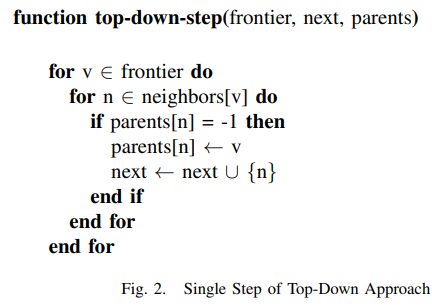 function top-down-step(frontier, next, parents)
for v ∈ frontier do
for n ∈ neighbors[v] do
if parents[n] = -1 then
parents[n] ← v
next ← next ∪ {n}
end if
end for
end for
Fig. 2. Single Step of Top-Down Approach